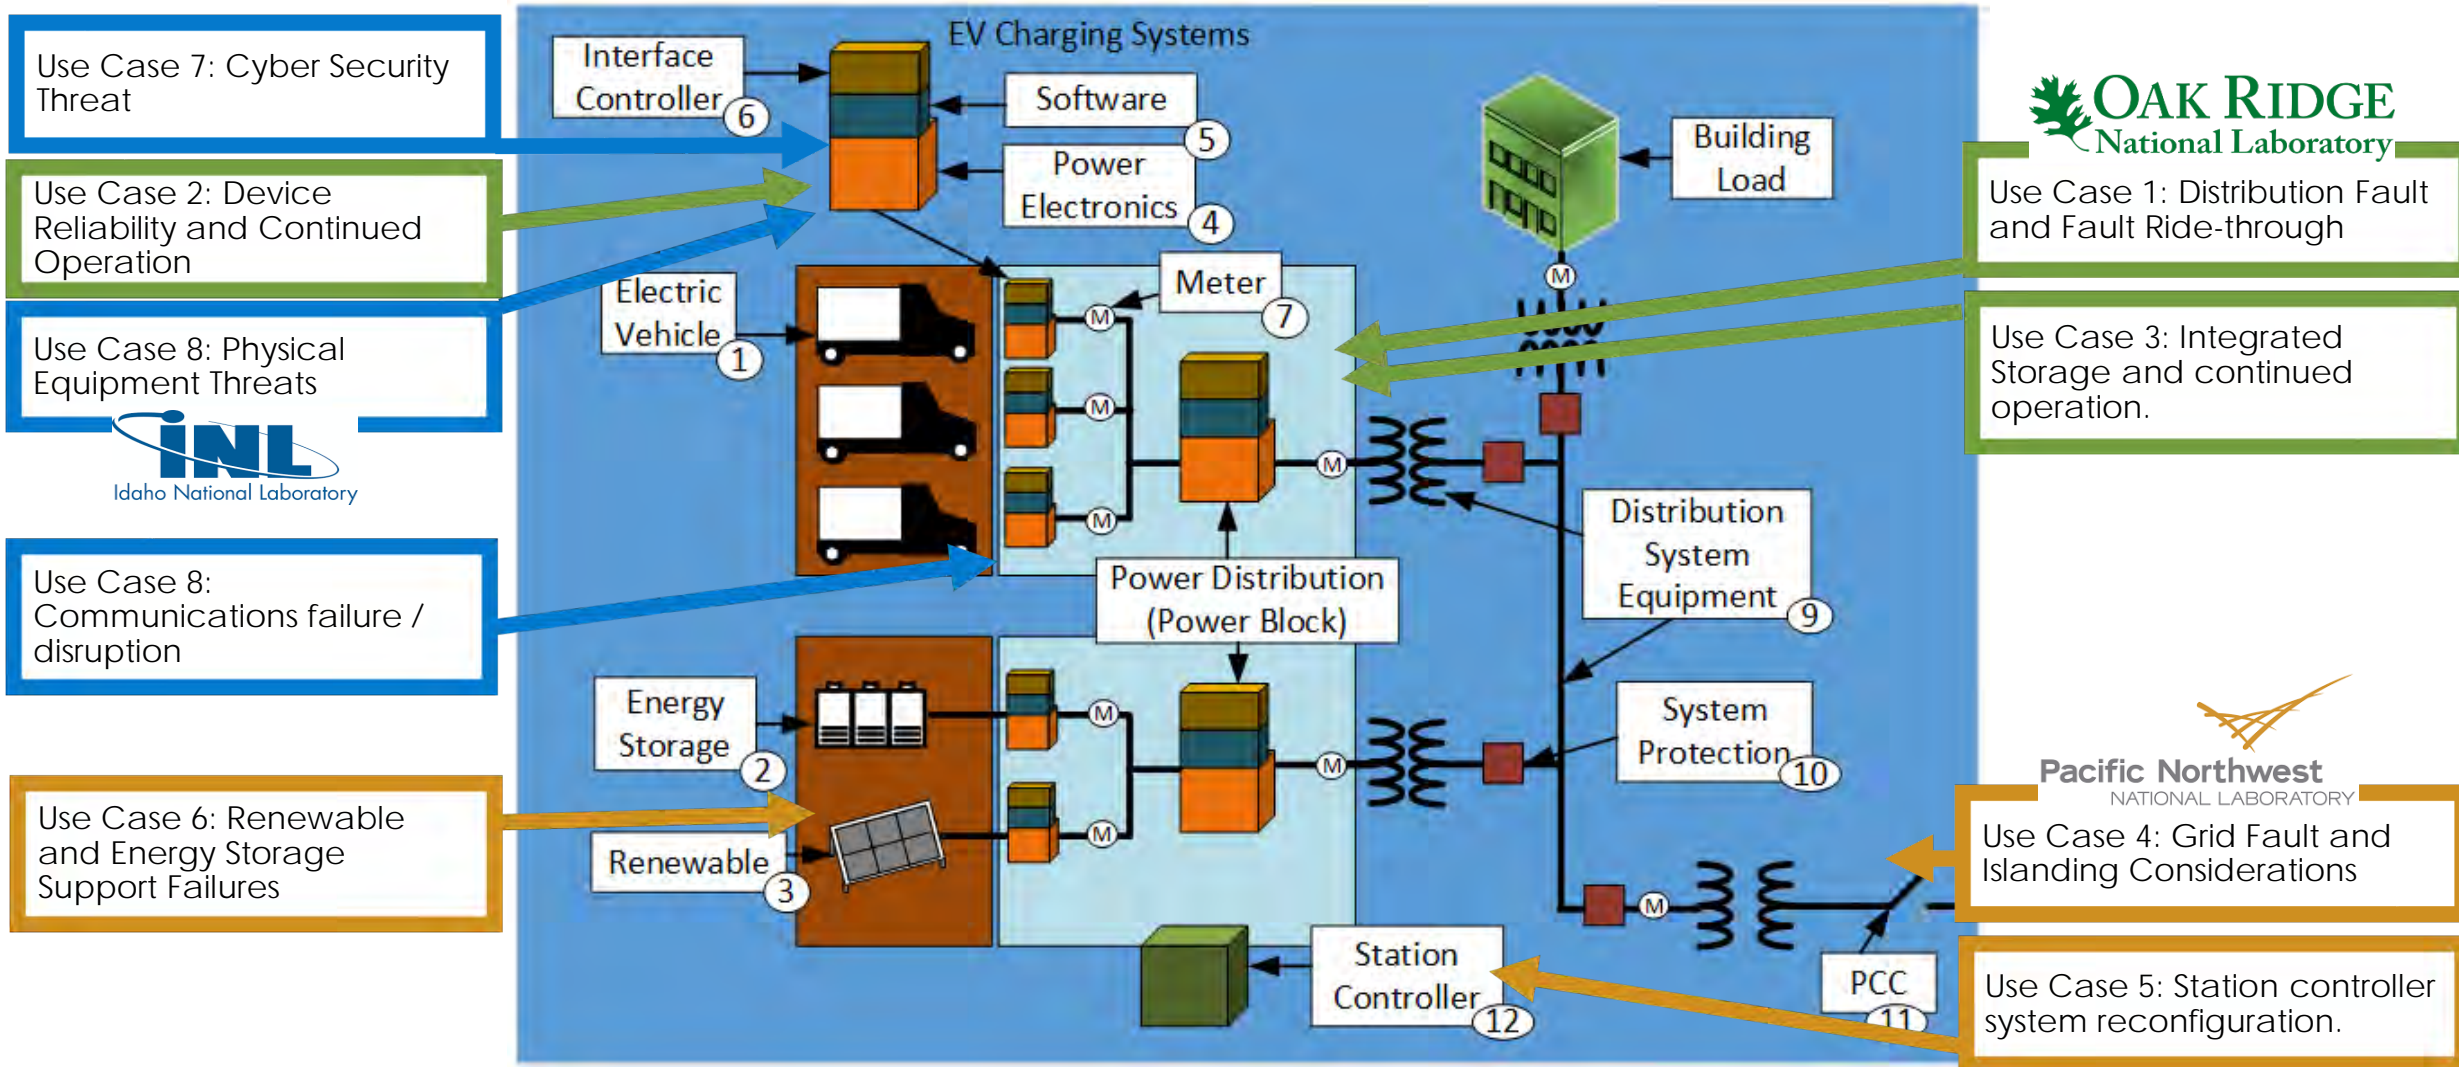 EV Charging Systems
Use Case 7: Cyber Security
Threat
Use Case 2: Device
Reliability and Continued
Operation
Use Case 8: Physical
Equipment Threats
INL
Idaho National Laboratory
Use Case 8:
Communications failure /
disruption
Use Case 6: Renewable
and Energy Storage
Support Failures
Interface
Controller
6
Software
5
Power
Electronics
4
Electric
Vehicle
1
Meter
7
M
M
M
M
Power Distribution
(Power Block)
Energy
Storage
2
Renewable
3
M
M
M
Station
Controller
12
Building
Load
M
Distribution
System
Equipment
9
System
Protection
10
M
PCC
11
OAK RIDGE
National Laboratory
Use Case 1: Distribution Fault
and Fault Ride-through
Use Case 3: Integrated
Storage and continued
operation.
Pacific Northwest
NATIONAL LABORATORY
Use Case 4: Grid Fault and
Islanding Considerations
Use Case 5: Station controller
system reconfiguration.